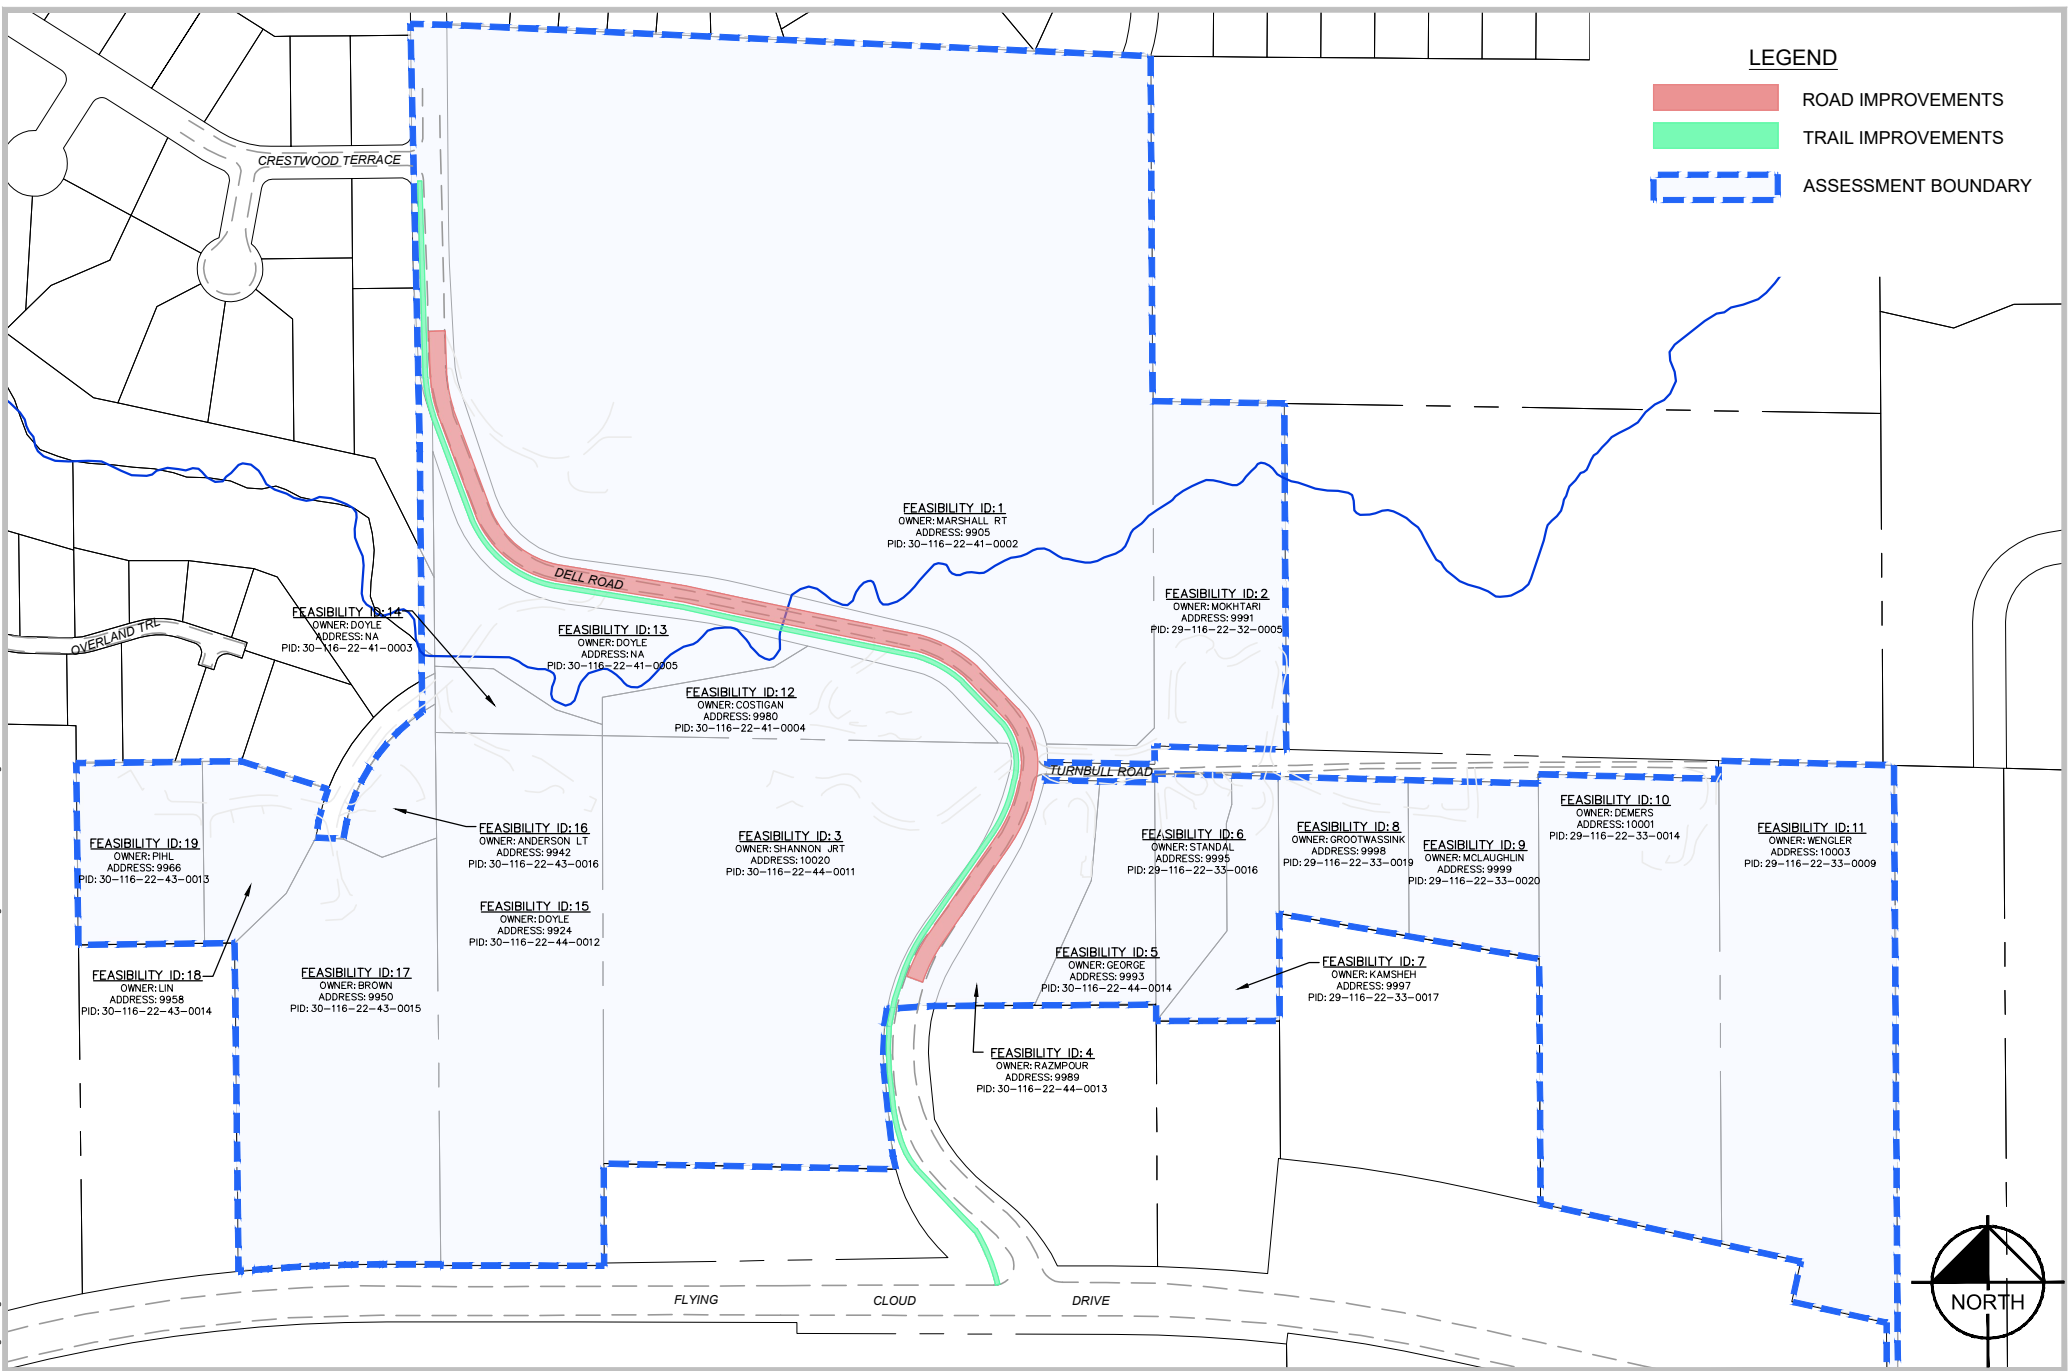 LEGEND
ROAD IMPROVEMENTS
TRAIL IMPROVEMENTS
ASSESSMENT BOUNDARY
CRESTWOOD TERRACE
FEASIBILITY ID: 1
OWNER: MARSHALL RT
ADDRESS: 9905
PID: 30-116-22-41-0002
DELL ROAD
FEASIBILITY ID: 2
OWNER: MOKHTARI
ADDRESS: 9991
PID: 29-116-22-32-0005
FEASIBILITY ID: 14
OWNER: DOYLE
ADDRESS: NA
PID: 30-116-22-41-0003
OVERLAND TRL
FEASIBILITY ID: 13
OWNER: DOYLE
ADDRESS: NA
PID: 30-116-22-41-0005
FEASIBILITY ID: 12
OWNER: COSTIGAN
ADDRESS: 9980
PID: 30-116-22-41-0004
TURNBULL ROAD
FEASIBILITY ID: 19
OWNER: PIHL
ADDRESS: 9966
PID: 30-116-22-43-0013
FEASIBILITY ID: 16
OWNER: ANDERSON LT
ADDRESS: 9942
PID: 30-116-22-43-0016
FEASIBILITY ID: 3
OWNER: SHANNON JRT
ADDRESS: 10020
PID: 30-116-22-44-0011
FEASIBILITY ID: 6
OWNER: STANDAL
ADDRESS: 9995
PID: 29-116-22-33-0016
FEASIBILITY ID: 8
OWNER: GROOTWASSINK
ADDRESS: 9998
PID: 29-116-22-33-0019
FEASIBILITY ID: 9
OWNER: MCLAUGHLIN
ADDRESS: 9999
PID: 29-116-22-33-0020
FEASIBILITY ID: 10
OWNER: DEMERS
ADDRESS: 10001
PID: 29-116-22-33-0014
FEASIBILITY ID: 11
OWNER: WENGLER
ADDRESS: 10003
PID: 29-116-22-33-0009
FEASIBILITY ID: 15
OWNER: DOYLE
ADDRESS: 9924
PID: 30-116-22-44-0012
FEASIBILITY ID: 18
OWNER: LIN
ADDRESS: 9958
PID: 30-116-22-43-0014
FEASIBILITY ID: 17
OWNER: BROWN
ADDRESS: 9950
PID: 30-116-22-43-0015
FEASIBILITY ID: 5
OWNER: GEORGE
ADDRESS: 9993
PID: 30-116-22-44-0014
FEASIBILITY ID: 7
OWNER: KAMSHEH
ADDRESS: 9997
PID: 29-116-22-33-0017
FEASIBILITY ID: 4
OWNER: RAZMPOUR
ADDRESS: 9989
PID: 30-116-22-44-0013
FLYING CLOUD DRIVE
NORTH